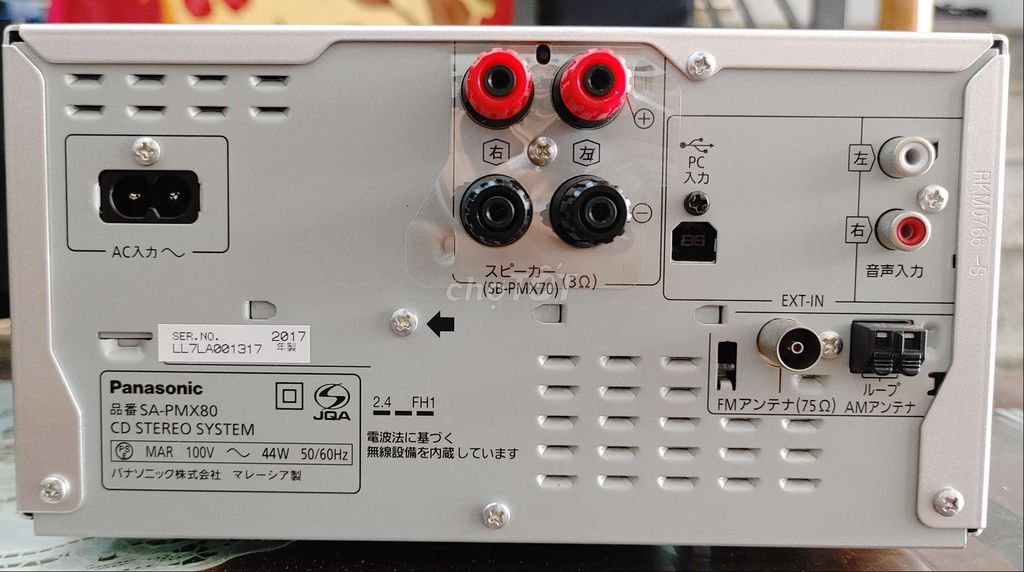 右
左
+
−
スピーカー
(SB-PMX70)
(3Ω)
chợTỐT
PC
入力
左
右
音声入力
EXT-IN
RKM0766 -S
AC入力 〜
SER.NO. 2017
LL7LA001317 年製
Panasonic
品番 SA-PMX80
CD STEREO SYSTEM
JQA
PS E MAR 100V 〜 44W 50/60Hz
パナソニック株式会社 マレーシア製
2.4 FH1
電波法に基づく
無線設備を内蔵しています
FMアンテナ(75Ω)
ループ
AMアンテナ